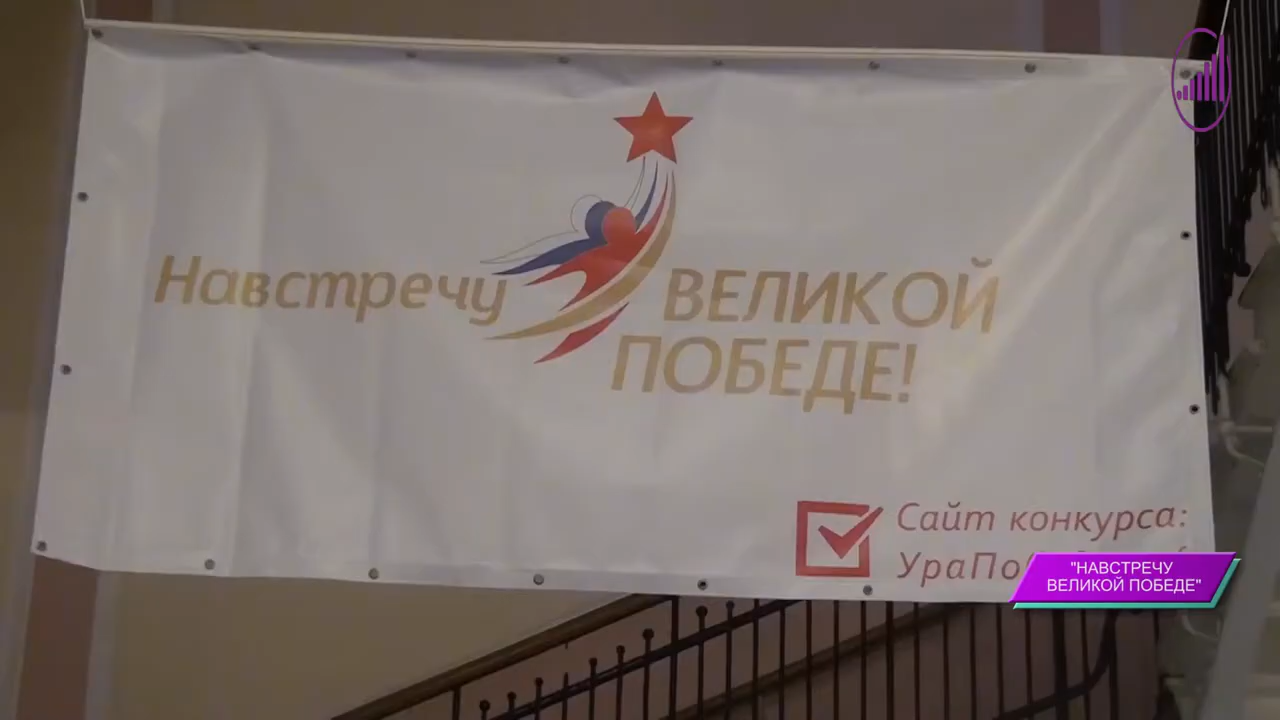 Навстречу ВЕЛИКОЙ
ПОБЕДЕ!
Сайт конкурса:
"НАВСТРЕЧУ
ВЕЛИКОЙ ПОБЕДЕ"